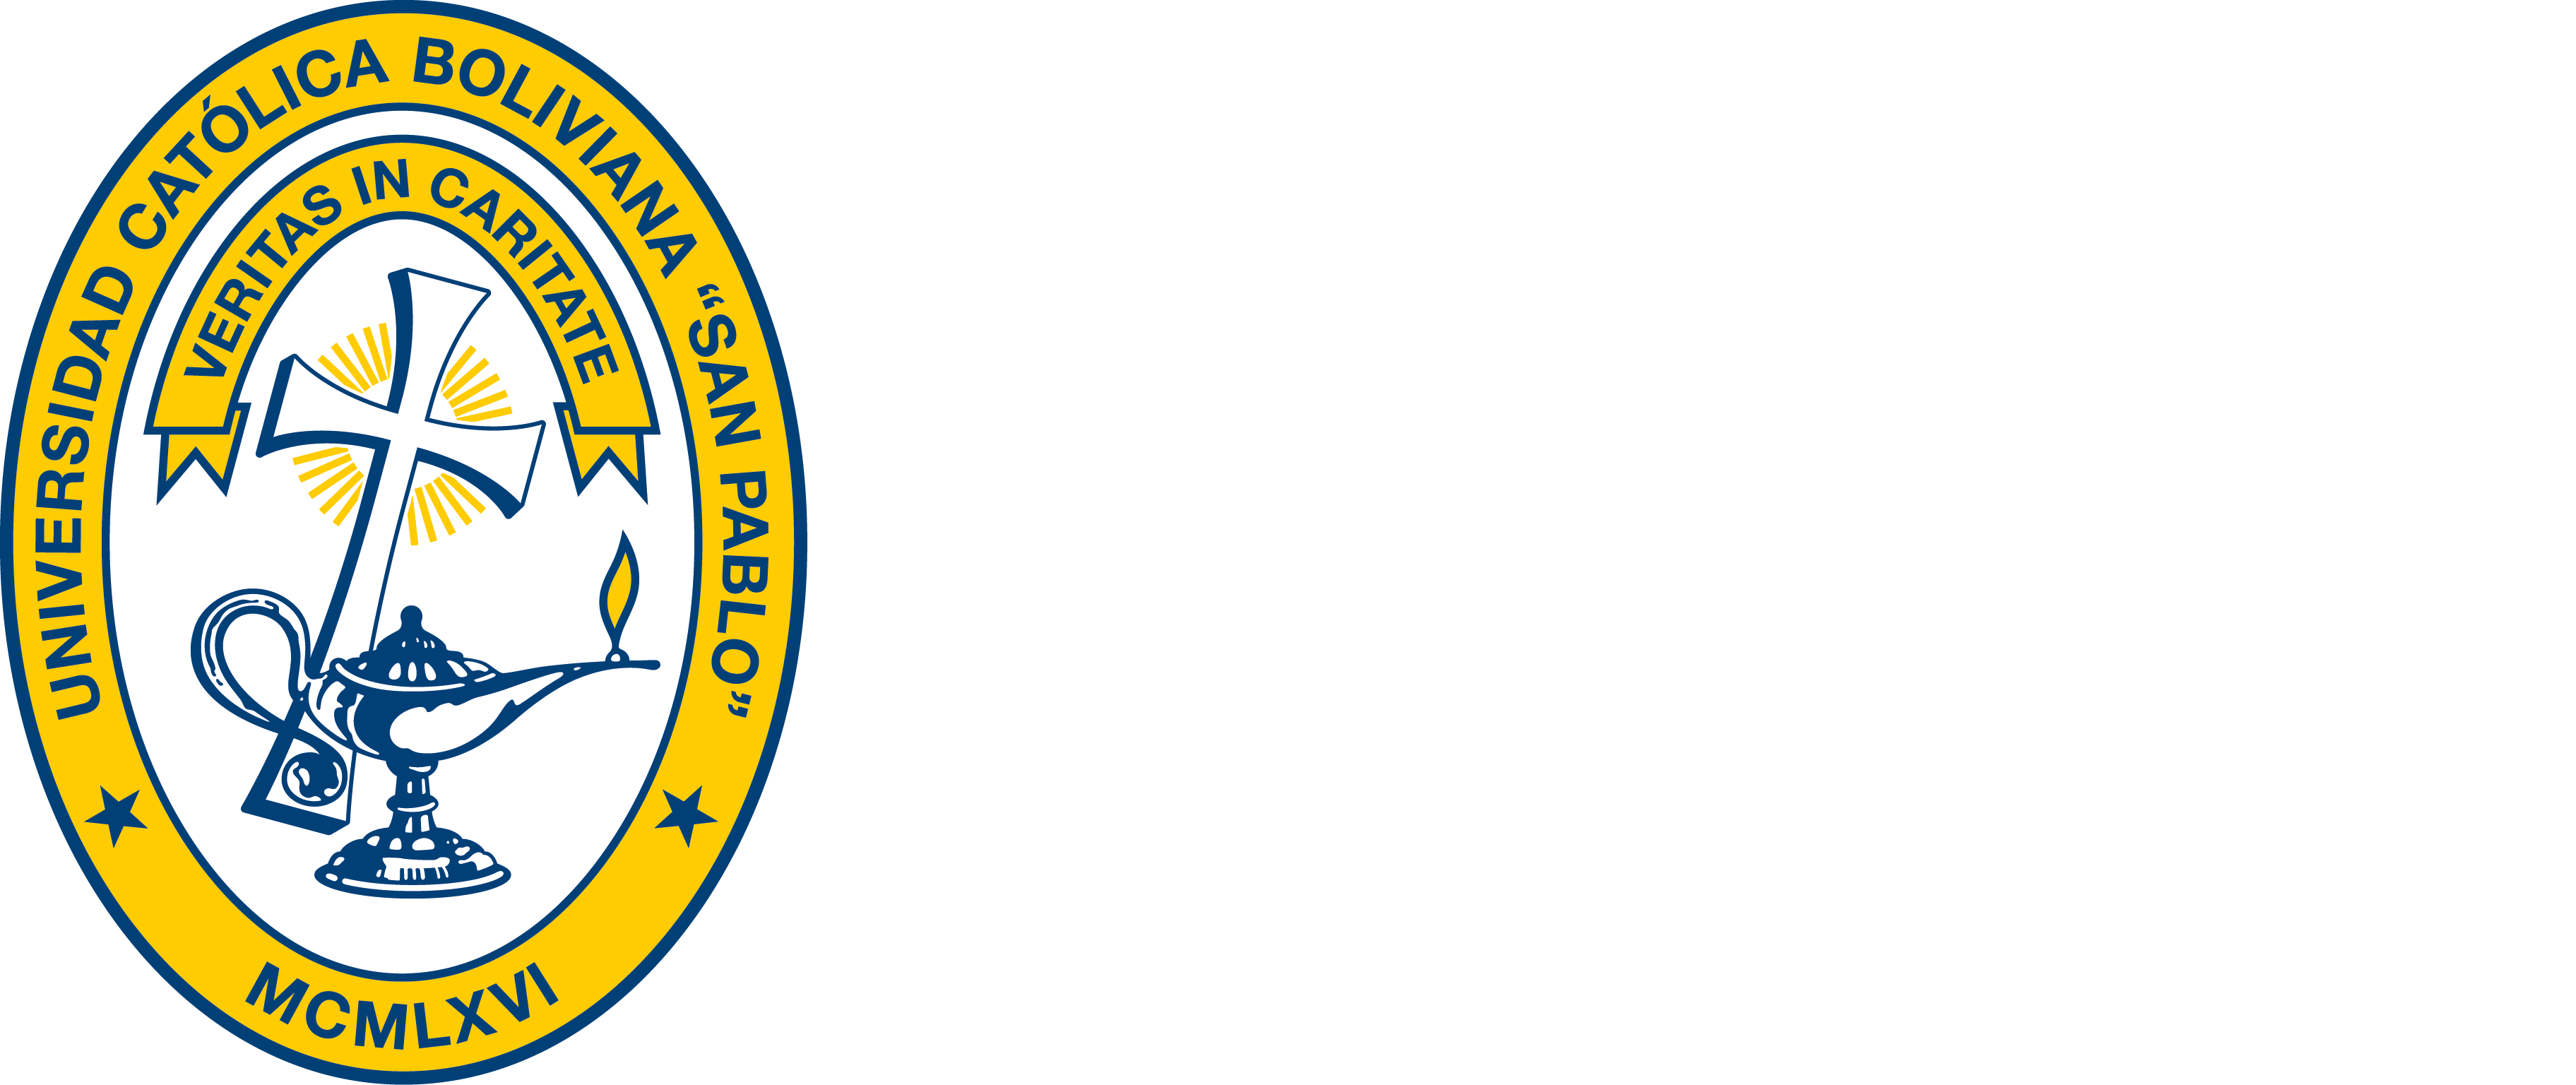 UNIVERSIDAD CATÓLICA BOLIVIANA “SAN PABLO”
VERITAS IN CARITATE
MCMLXVI